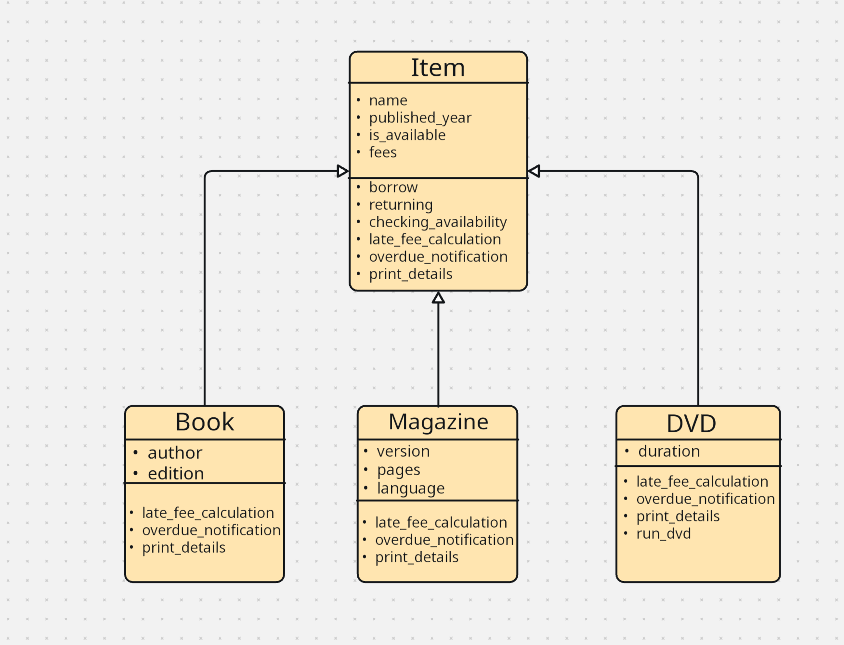 Item
• name
• published_year
• is_available
• fees
• borrow
• returning
• checking_availability
• late_fee_calculation
• overdue_notification
• print_details
Book
• author
• edition
• late_fee_calculation
• overdue_notification
• print_details
Magazine
• version
• pages
• language
• late_fee_calculation
• overdue_notification
• print_details
DVD
• duration
• late_fee_calculation
• overdue_notification
• print_details
• run_dvd